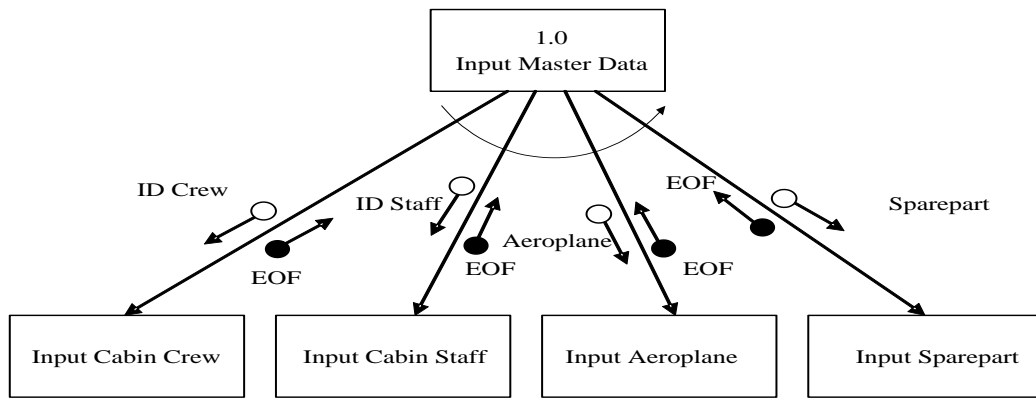 1.0
Input Master Data
ID Crew
EOF
ID Staff
EOF
Aeroplane
EOF
EOF
Sparepart
Input Cabin Crew
Input Cabin Staff
Input Aeroplane
Input Sparepart